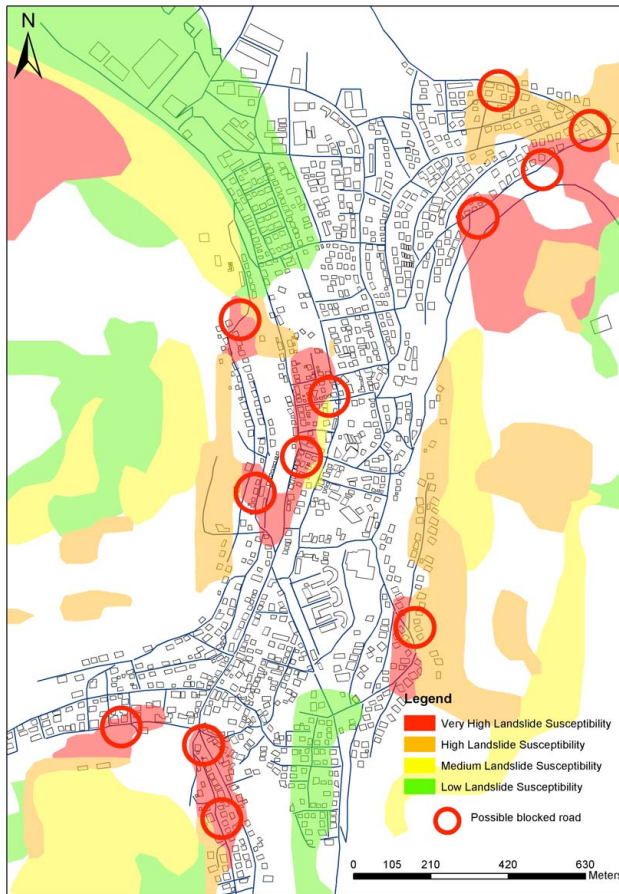 N
Legend
Very High Landslide Susceptibility
High Landslide Susceptibility
Medium Landslide Susceptibility
Low Landslide Susceptibility
Possible blocked road
0 105 210 420 630
Meters